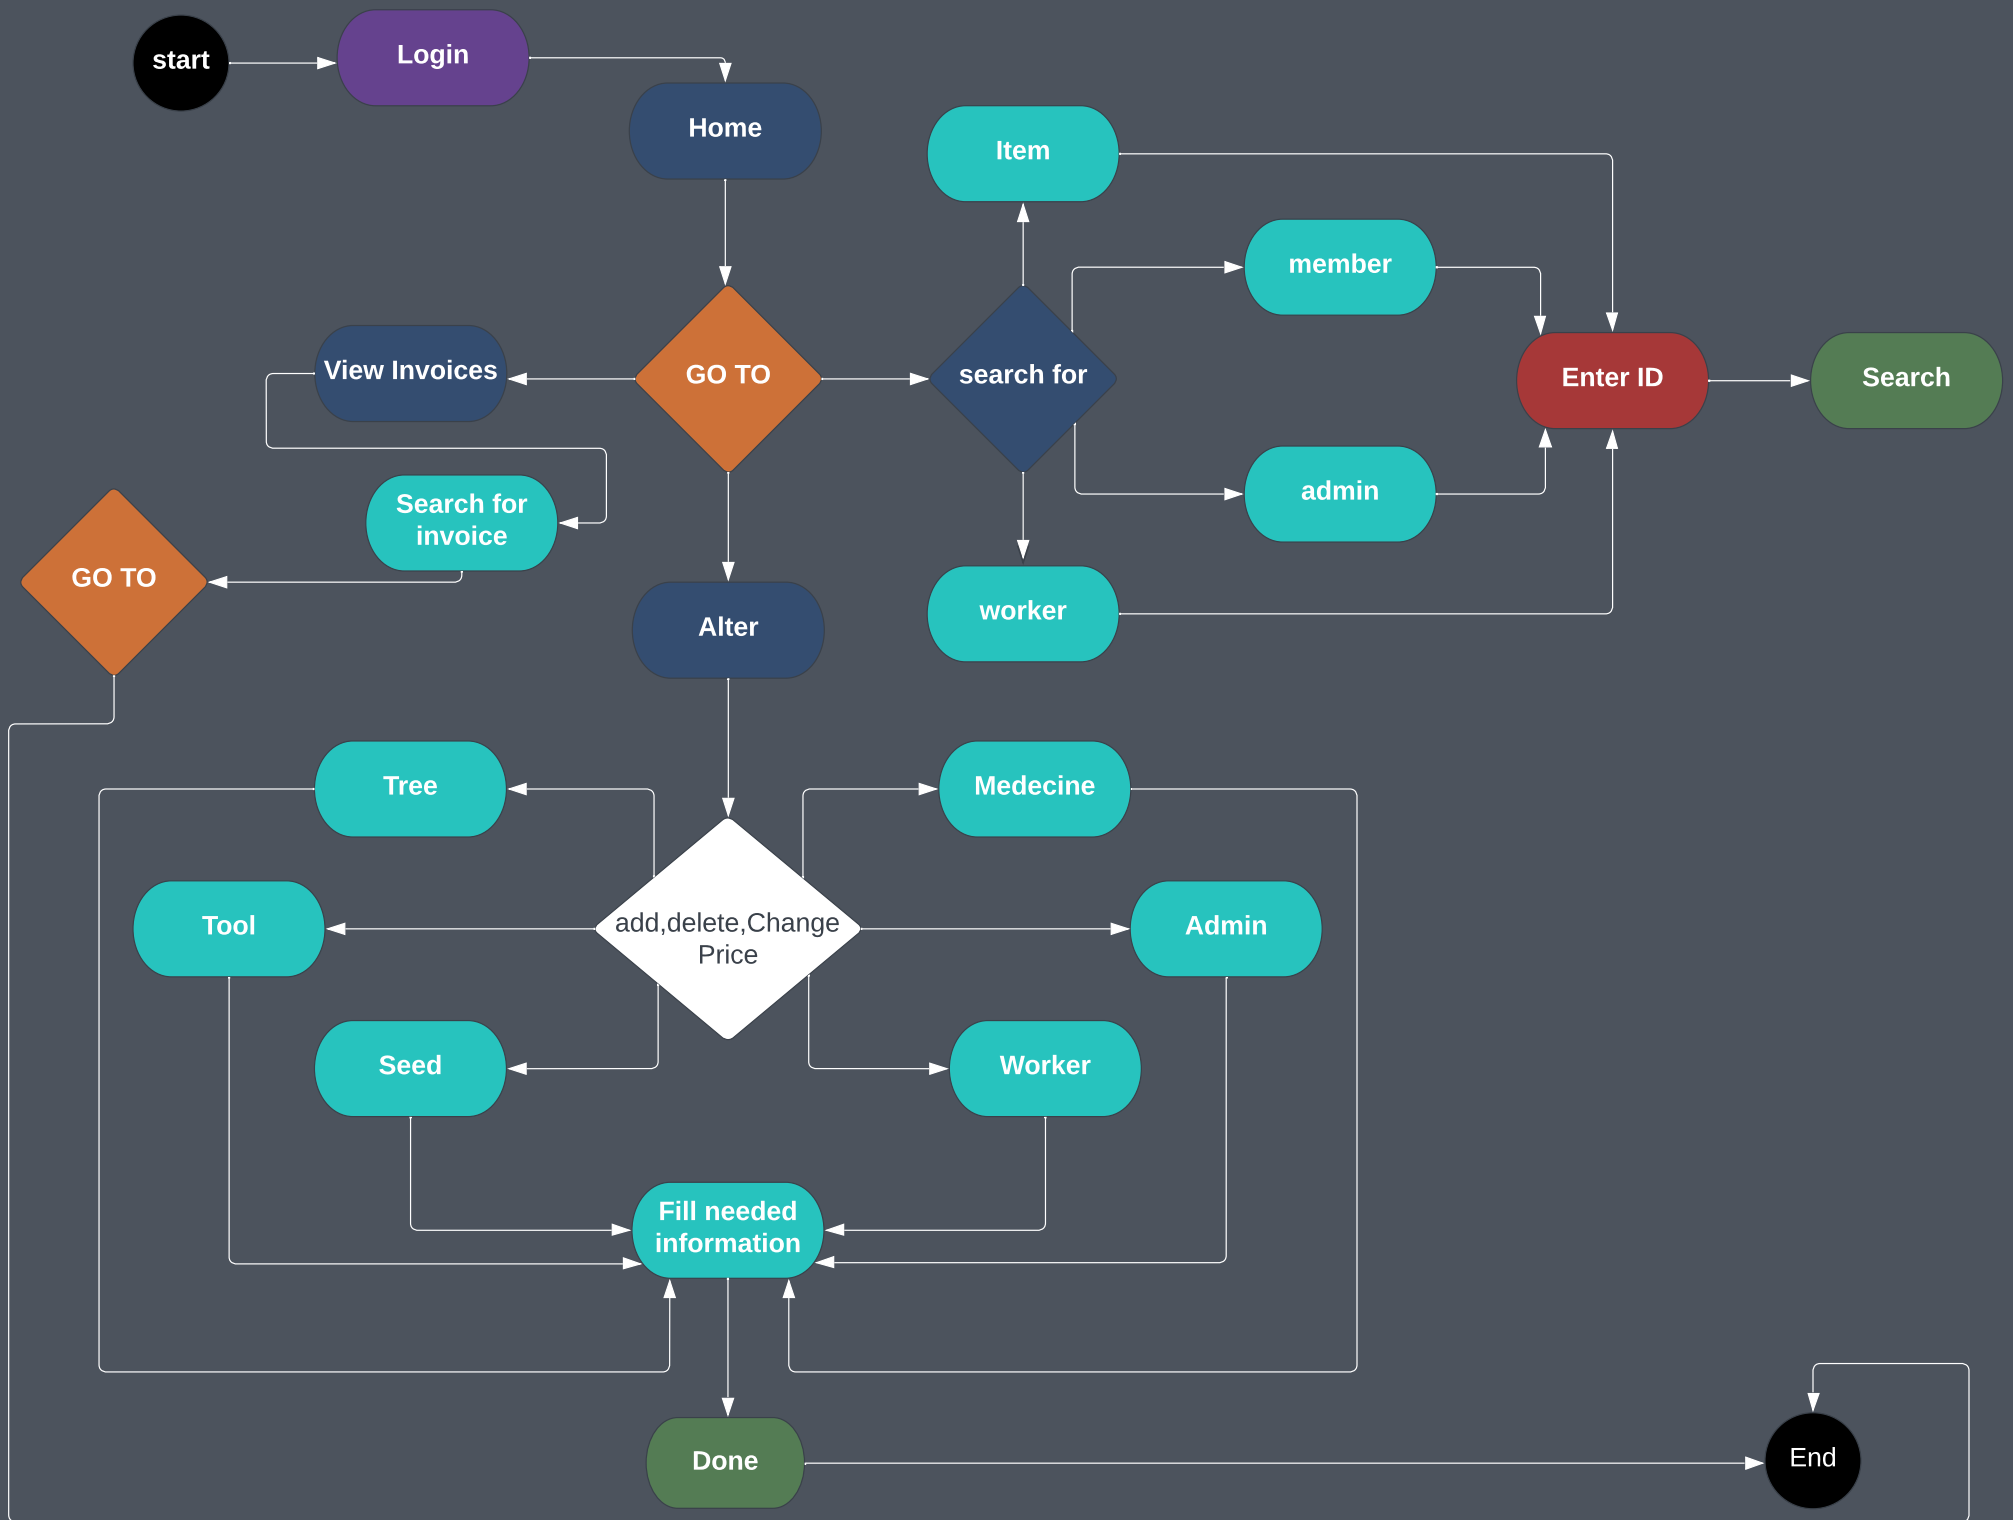 start
Login
Home
Item
member
View Invoices
GO TO
search for
Enter ID
Search
Search for
invoice
admin
GO TO
Alter
worker
Tree
Medecine
Tool
add,delete,Change
Price
Admin
Seed
Worker
Fill needed
information
Done
End